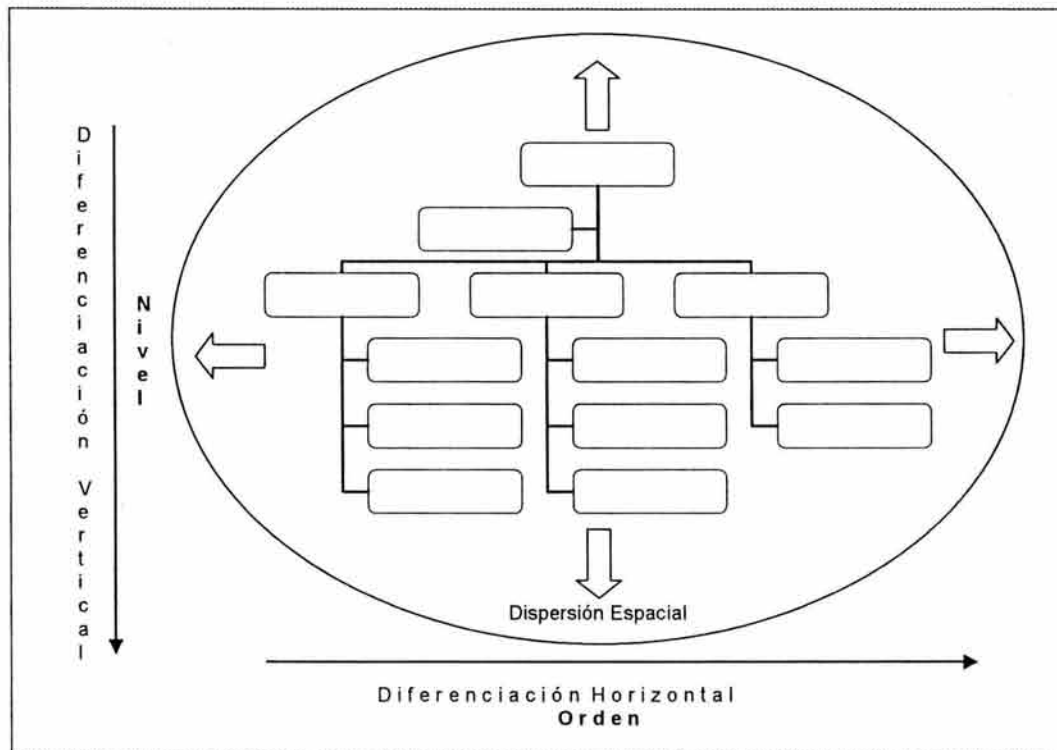 Diferenciación Vertical
Nivel
Dispersión Espacial
Diferenciación Horizontal
Orden